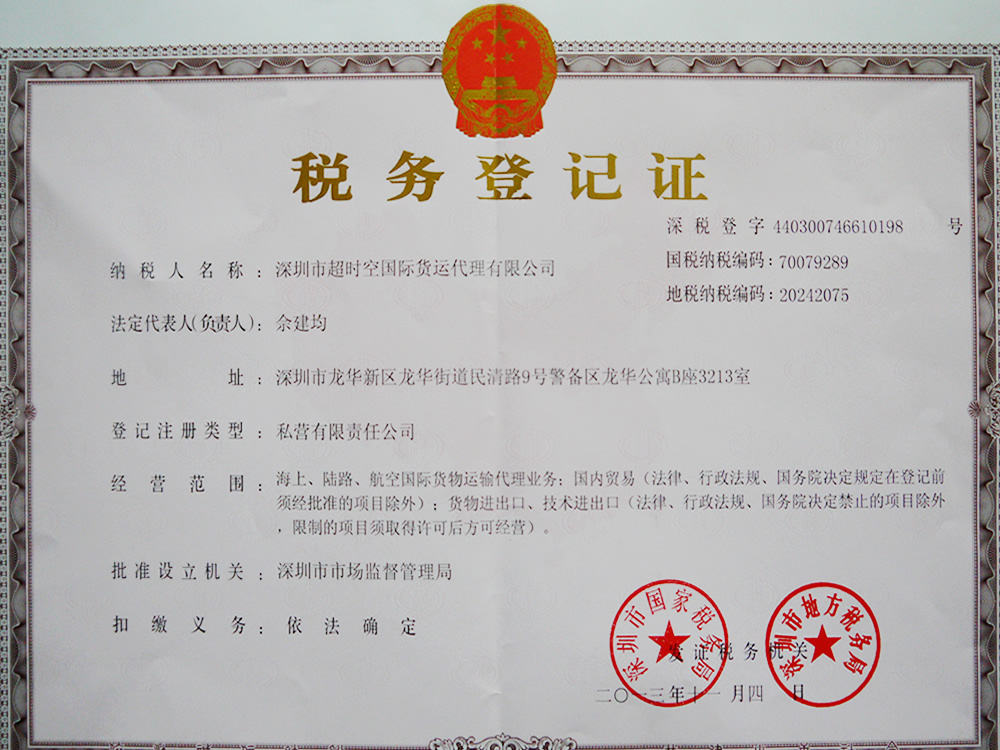 税务登记证
深税登字 440300746610198 号
国税纳税编码:70079289
地税纳税编码:20242075
纳税人名称:深圳市超时空国际货运代理有限公司
法定代表人(负责人):余建均
地址:深圳市龙华新区龙华街道民清路9号警备区龙华公寓B座3213室
登记注册类型:私营有限责任公司
经营范围:海上、陆路、航空国际货物运输代理业务;国内贸易(法律、行政法规、国务院决定规定在登记前
须经批准的项目除外);货物进出口、技术进出口(法律、行政法规、国务院决定禁止的项目除外
,限制的项目须取得许可后方可经营)。
批准设立机关:深圳市市场监督管理局
扣缴义务:依法确定
深圳市国家税务局
深圳市地方税务局
发证税务机关
二〇一三年十一月四日